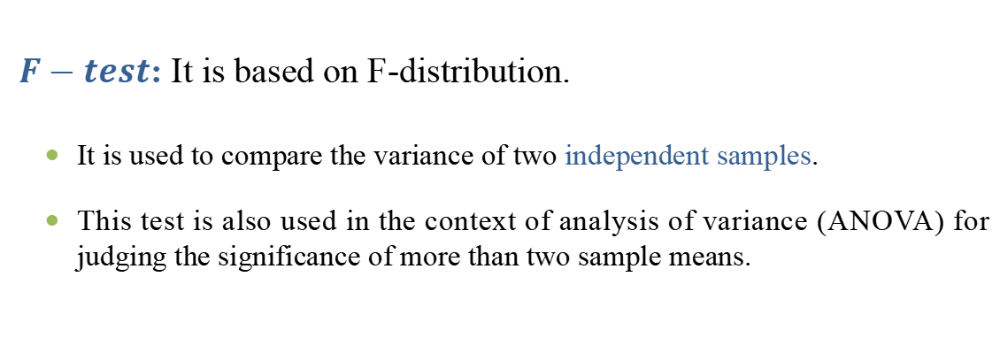 F – test: It is based on F-distribution.
• It is used to compare the variance of two independent samples.
• This test is also used in the context of analysis of variance (ANOVA) for
judging the significance of more than two sample means.